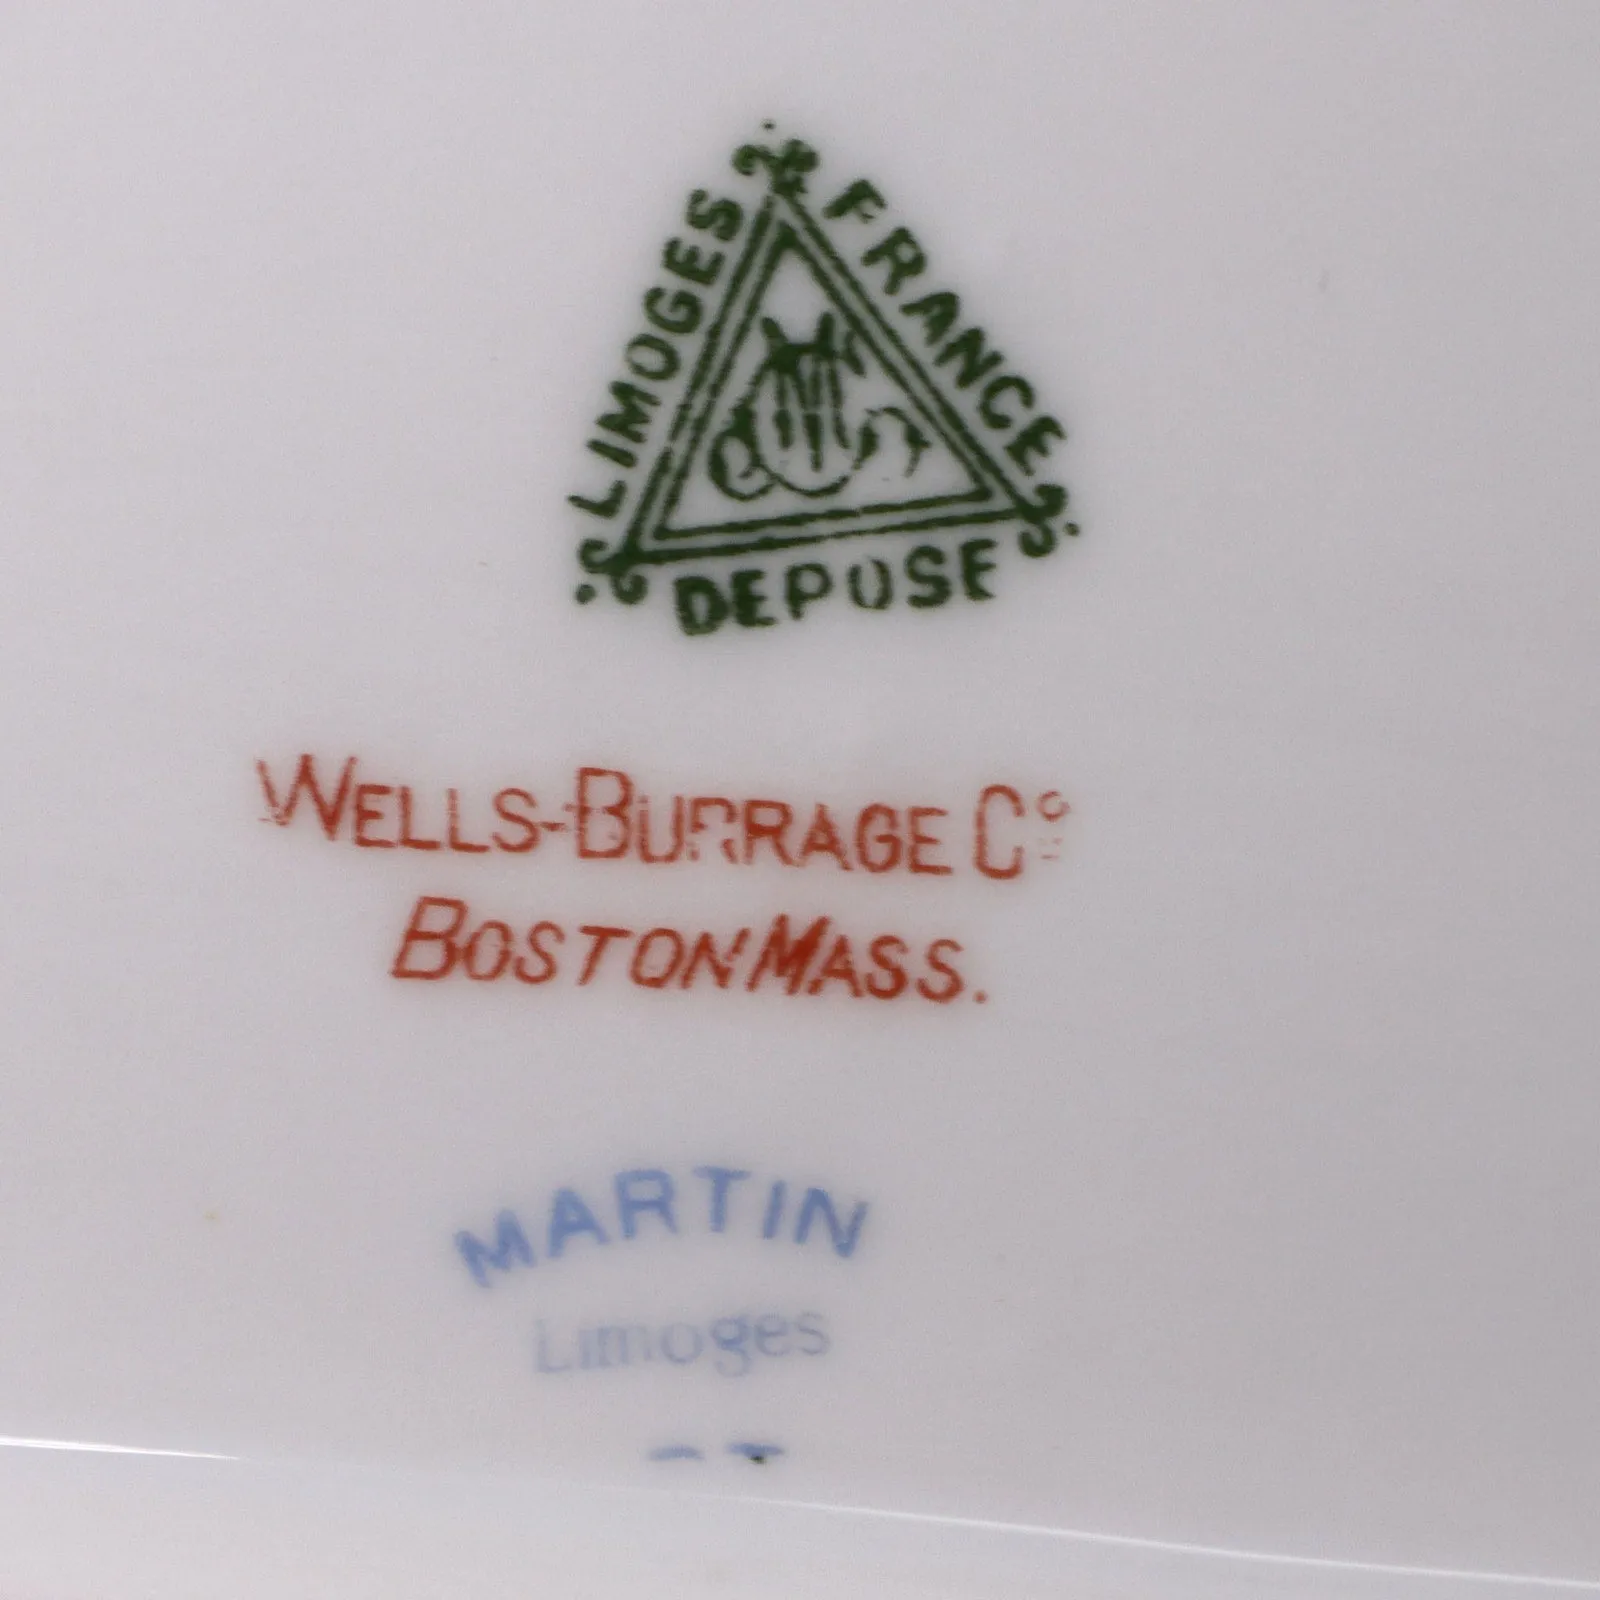 LIMOGES
FRANCE
DEPOSE
WELLS-BURRAGE Cº
BOSTON MASS.
MARTIN
Limoges